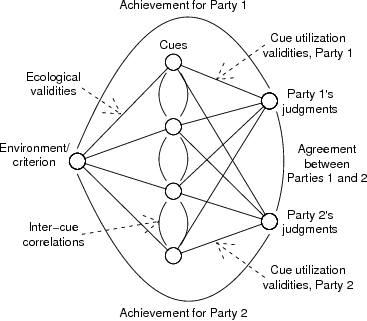 Achievement for Party 1
Cues
Cue utilization
validities, Party 1
Ecological
validities
Party 1's
judgments
Environment/
criterion
Agreement
between
Parties 1 and 2
Inter-cue
correlations
Party 2's
judgments
Cue utilization
validities, Party 2
Achievement for Party 2